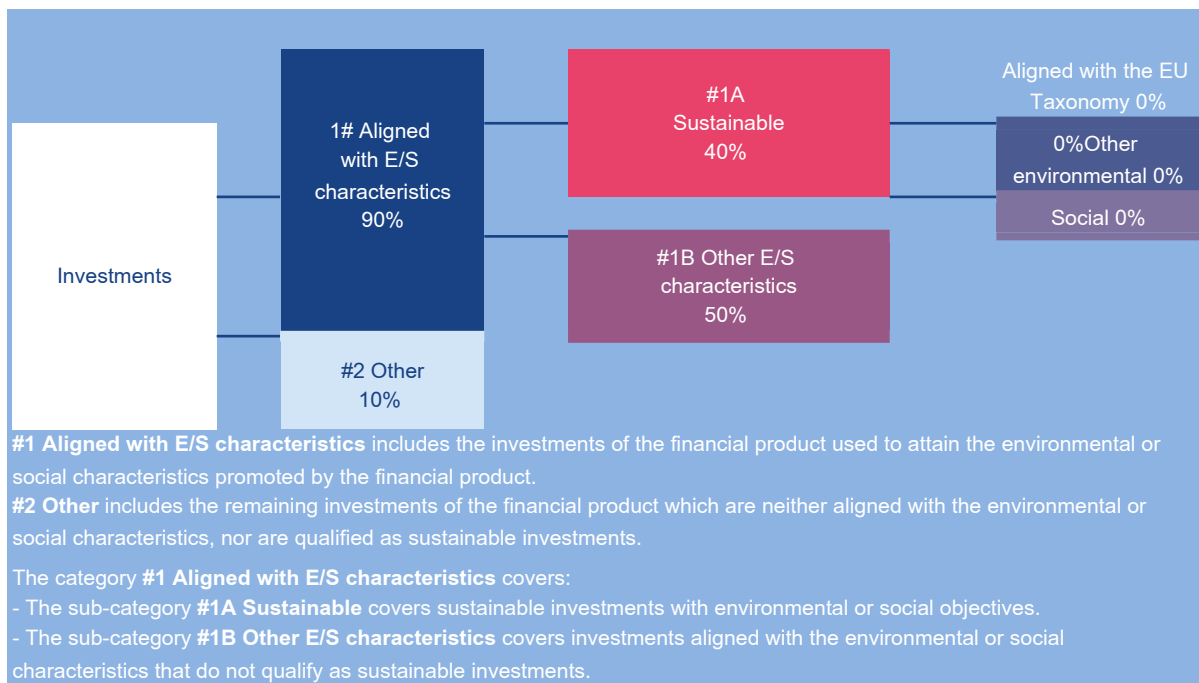 Investments
1# Aligned
with E/S
characteristics
90%
#2 Other
10%
#1A
Sustainable
40%
#1B Other E/S
characteristics
50%
Aligned with the EU
Taxonomy 0%
0%Other
environmental 0%
Social 0%
#1 Aligned with E/S characteristics includes the investments of the financial product used to attain the environmental or
social characteristics promoted by the financial product.
#2 Other includes the remaining investments of the financial product which are neither aligned with the environmental or
social characteristics, nor are qualified as sustainable investments.
The category #1 Aligned with E/S characteristics covers:
- The sub-category #1A Sustainable covers sustainable investments with environmental or social objectives.
- The sub-category #1B Other E/S characteristics covers investments aligned with the environmental or social
characteristics that do not qualify as sustainable investments.